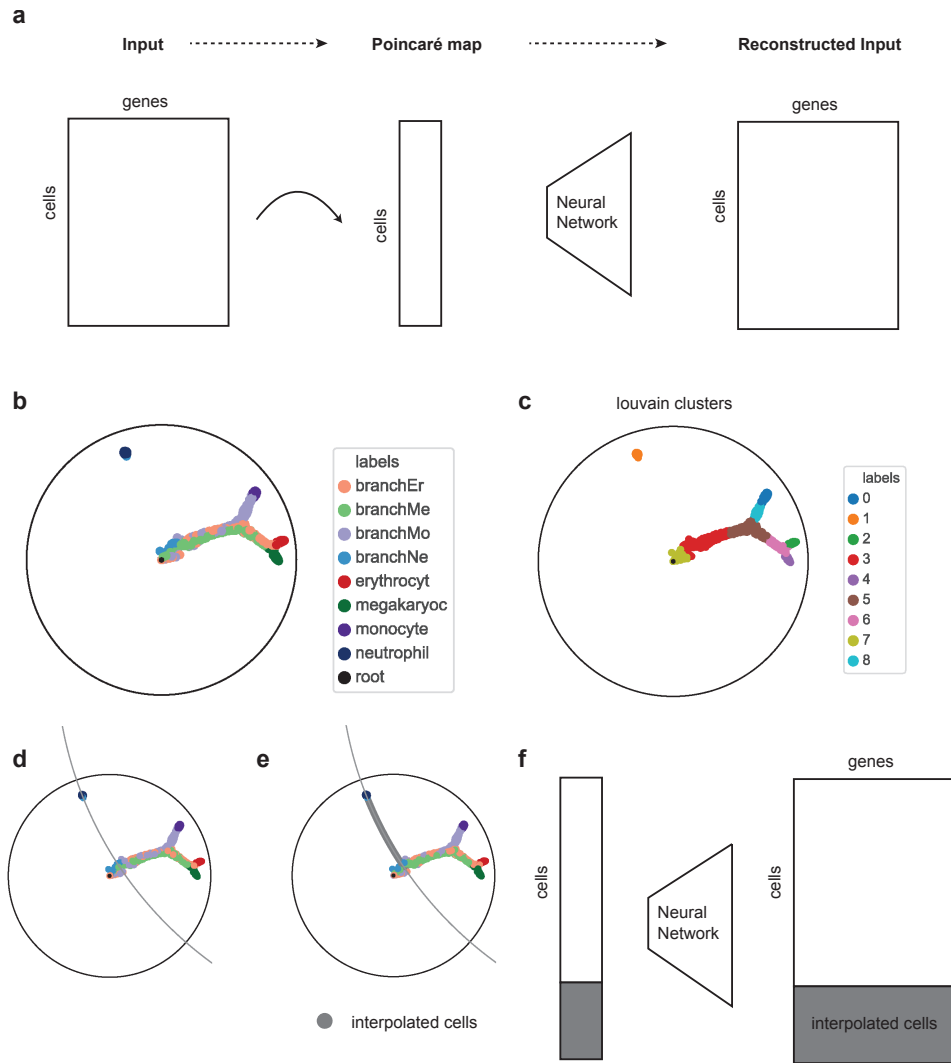 a
Input
Poincaré map
Reconstructed Input
genes
genes
cells
cells
Neural
Network
cells
b
labels
branchEr
branchMe
branchMo
branchNe
erythrocyt
megakaryoc
monocyte
neutrophil
root
c
louvain clusters
labels
0
1
2
3
4
5
6
7
8
d
e
interpolated cells
f
genes
cells
Neural
Network
cells
interpolated cells